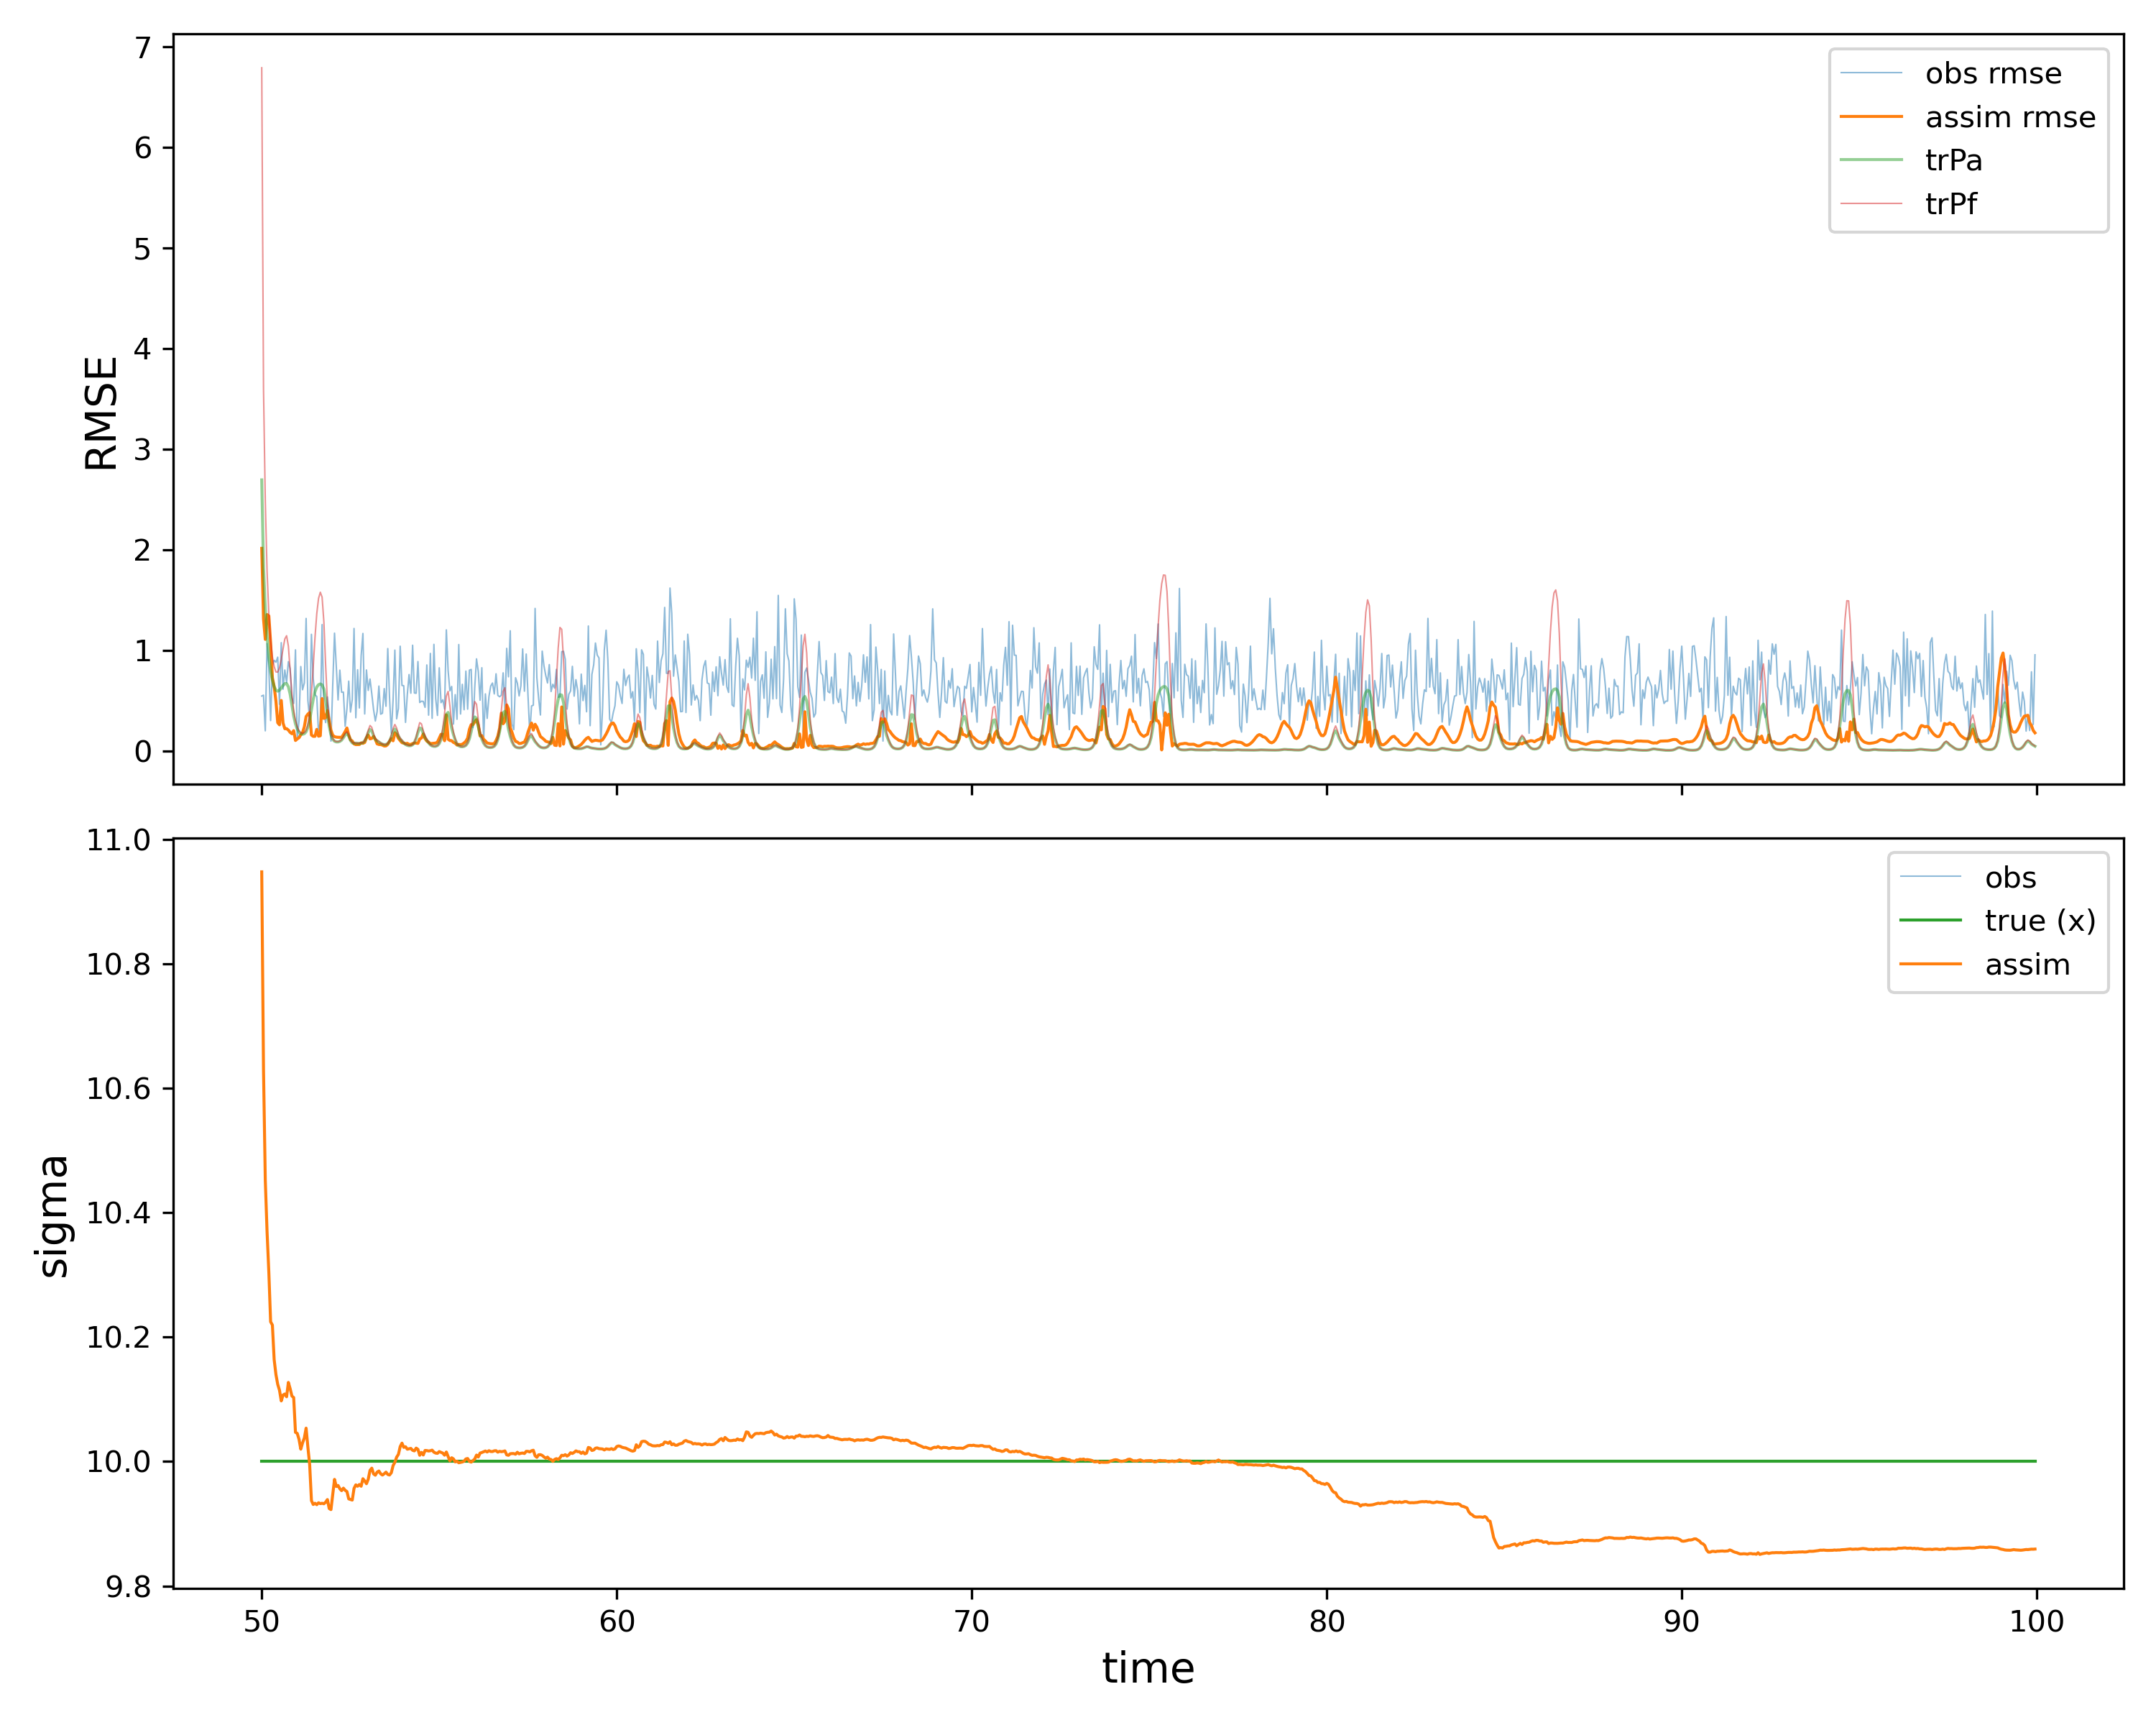 7
6
5
4
3
2
1
0
RMSE
obs rmse
assim rmse
trPa
trPf
11.0
10.8
10.6
10.4
10.2
10.0
9.8
sigma
obs
true (x)
assim
50
60
70
80
90
100
time